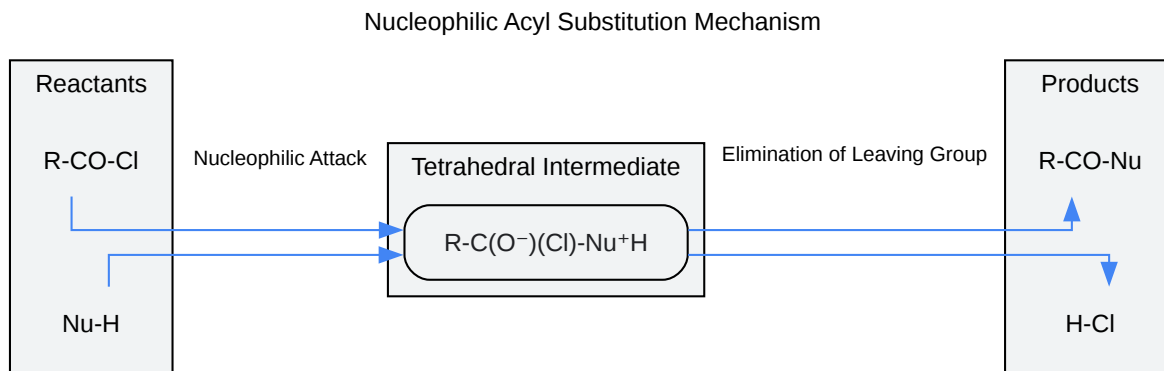 Nucleophilic Acyl Substitution Mechanism
Reactants
R-CO-Cl
Nu-H
Nucleophilic Attack
Tetrahedral Intermediate
R-C(O⁻)(Cl)-Nu⁺H
Elimination of Leaving Group
Products
R-CO-Nu
H-Cl